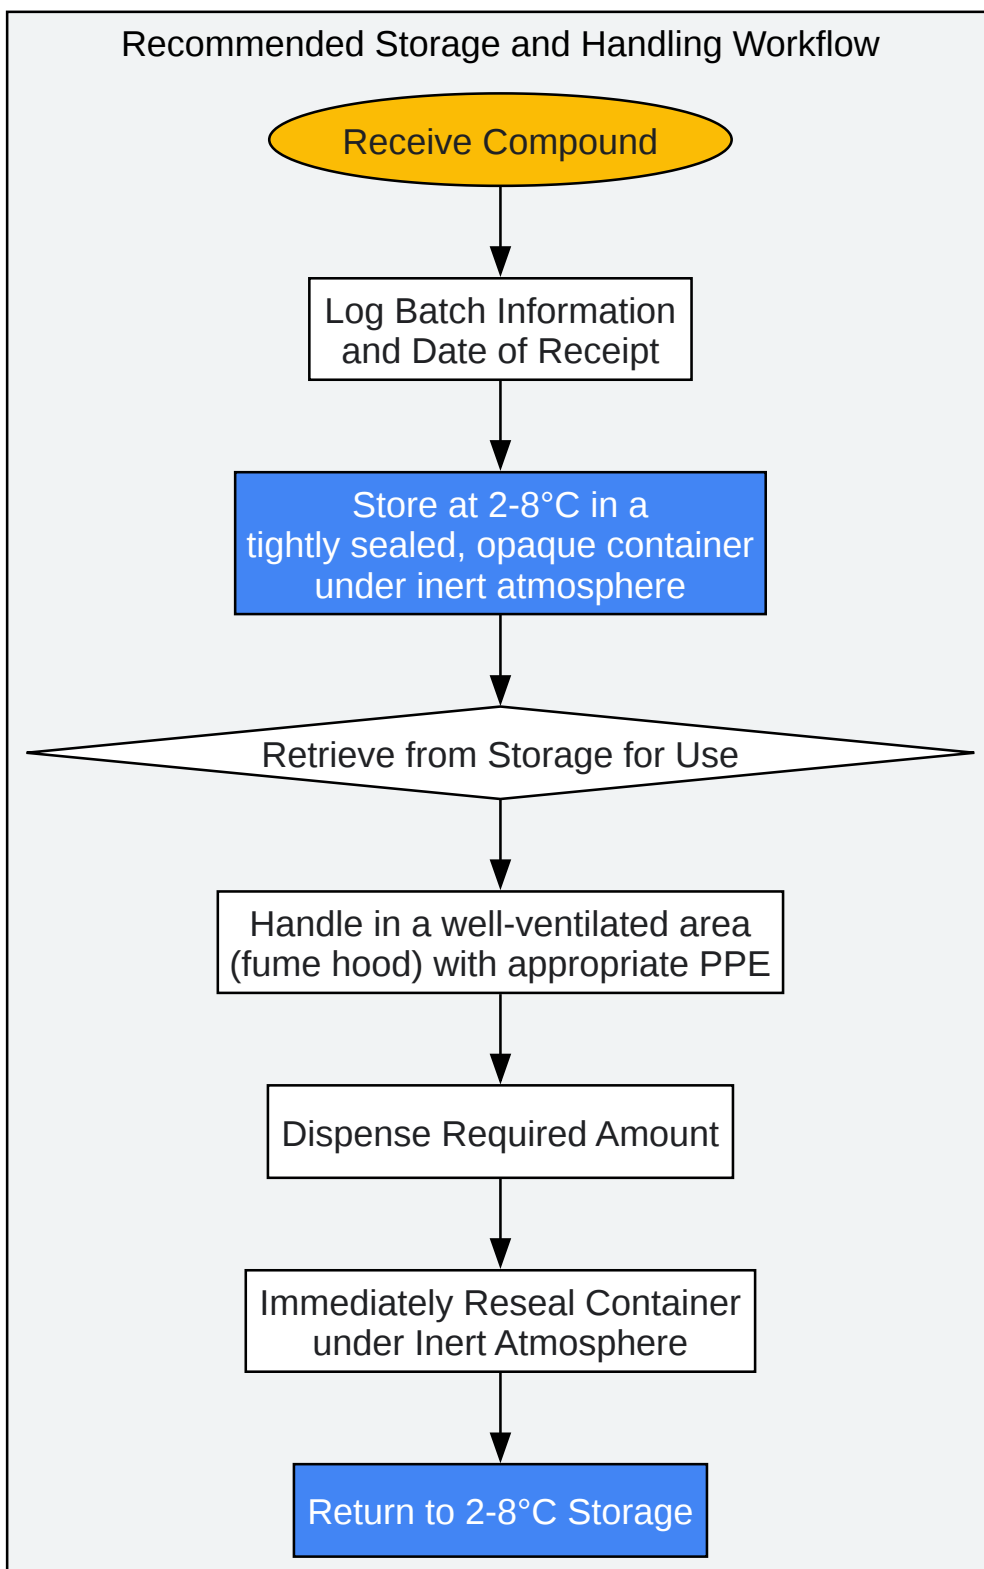 Recommended Storage and Handling Workflow
Receive Compound
Log Batch Information
and Date of Receipt
Store at 2-8°C in a
tightly sealed, opaque container
under inert atmosphere
Retrieve from Storage for Use
Handle in a well-ventilated area
(fume hood) with appropriate PPE
Dispense Required Amount
Immediately Reseal Container
under Inert Atmosphere
Return to 2-8°C Storage